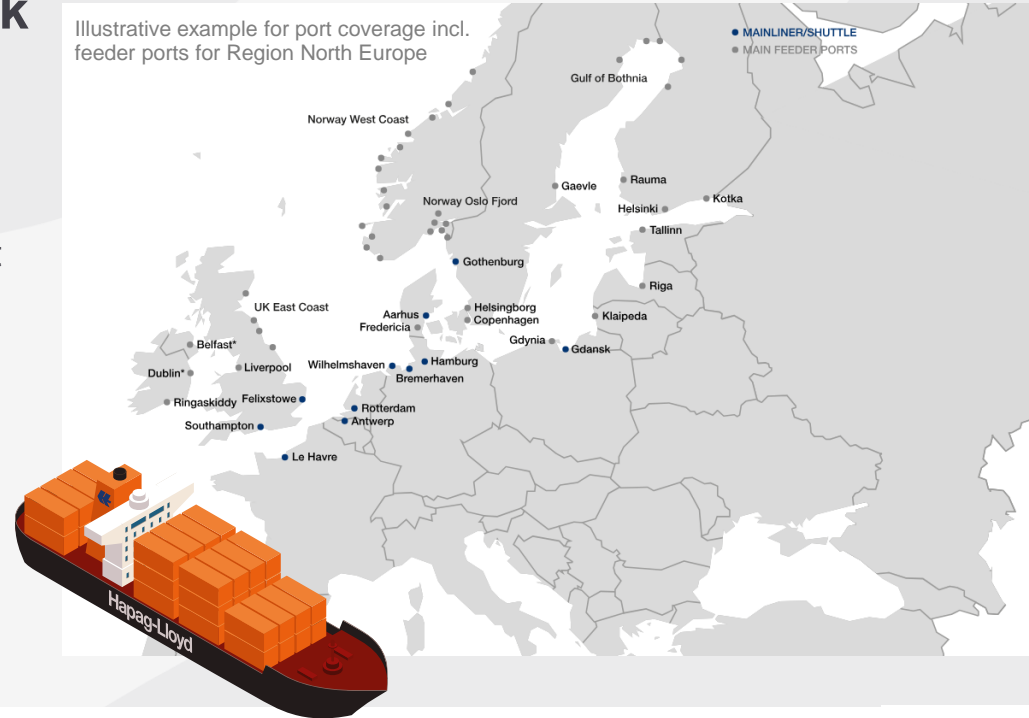 k
Illustrative example for port coverage incl.
feeder ports for Region North Europe
MAINLINER/SHUTTLE
MAIN FEEDER PORTS
Gulf of Bothnia
Norway West Coast
Gaevle
Rauma
Norway Oslo Fjord
Kotka
Helsinki
Tallinn
Gothenburg
Riga
UK East Coast
Helsingborg
Aarhus
Copenhagen
Klaipeda
Fredericia
Belfast*
Gdynia
Gdansk
Hamburg
Wilhelmshaven
Liverpool
Dublin*
Bremerhaven
Felixstowe
Ringaskiddy
Rotterdam
Antwerp
Southampton
Le Havre
Hapag-Lloyd